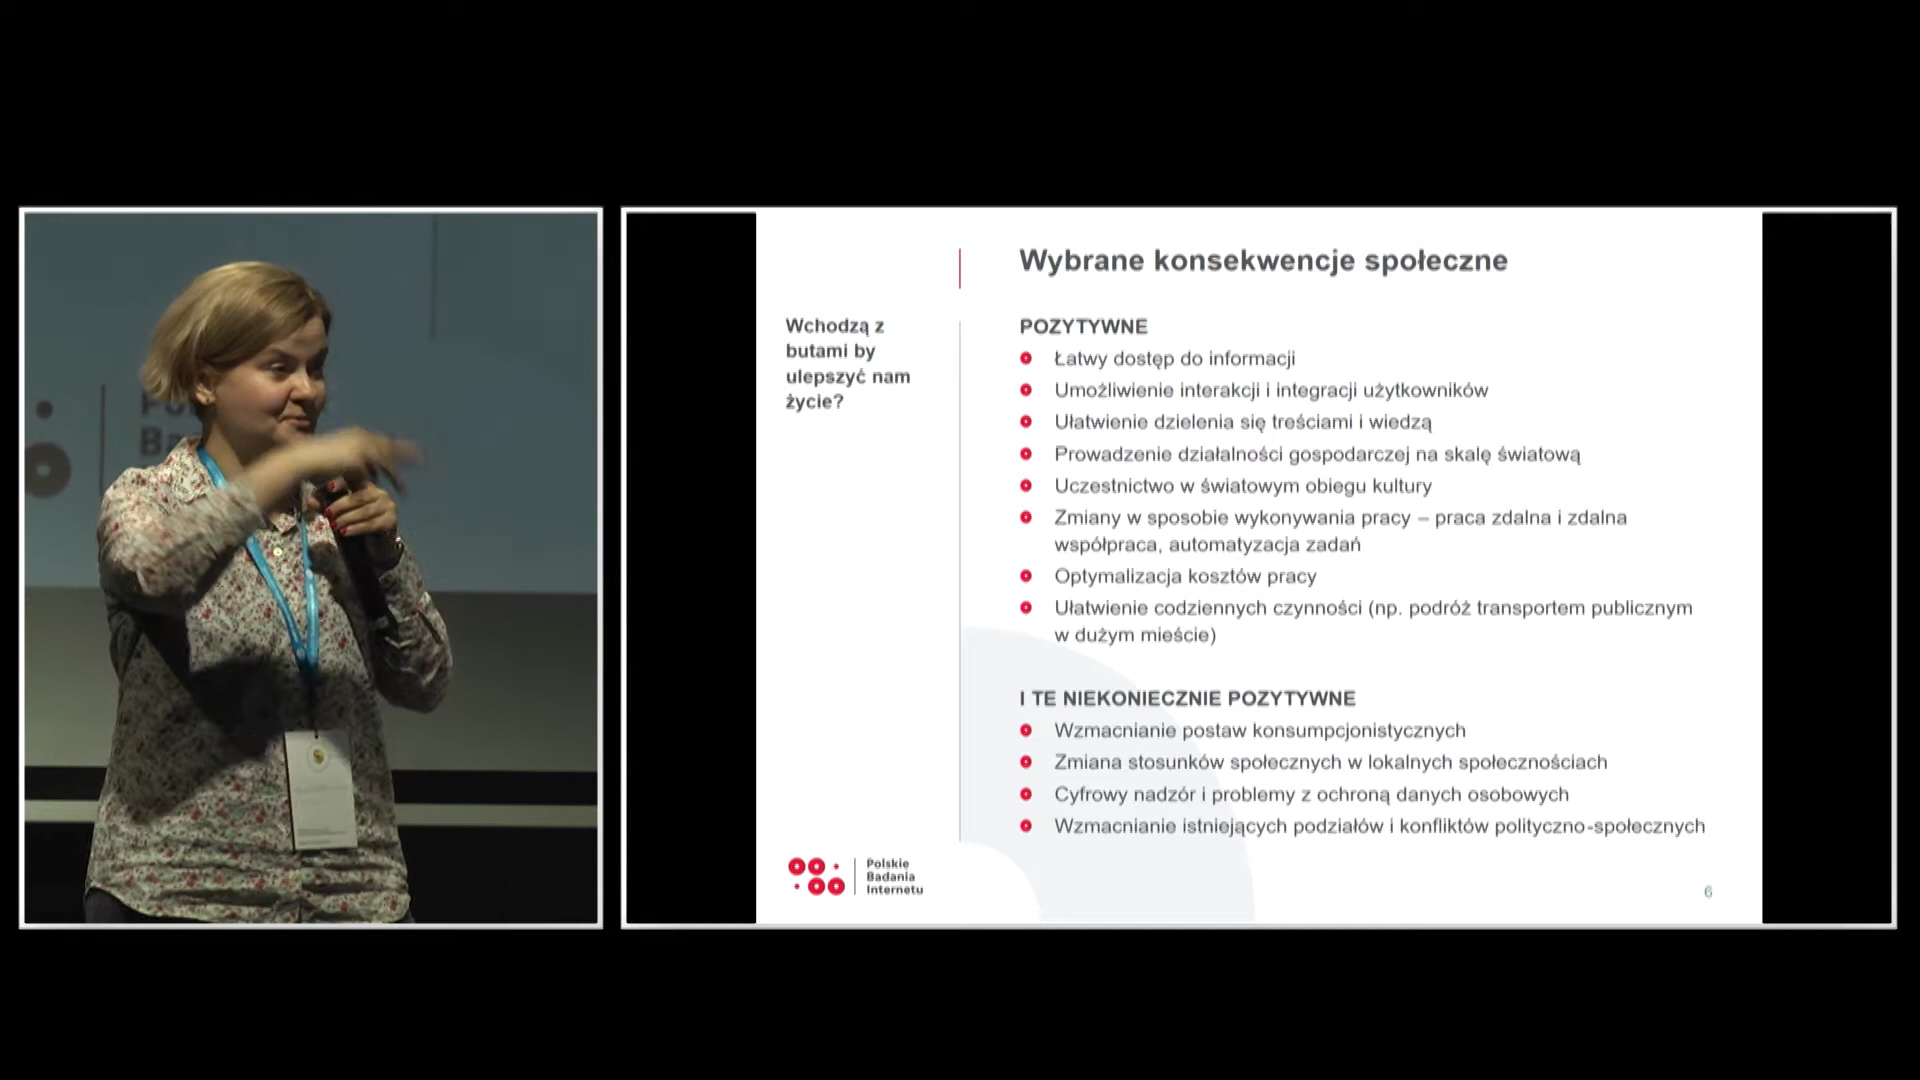 Wybrane konsekwencje społeczne
Wchodzą z
butami by
ulepszyć nam
życie?
POZYTYWNE
Łatwy dostęp do informacji
Umożliwienie interakcji i integracji użytkowników
Ułatwienie dzielenia się treściami i wiedzą
Prowadzenie działalności gospodarczej na skalę światową
Uczestnictwo w światowym obiegu kultury
Zmiany w sposobie wykonywania pracy – praca zdalna i zdalna
współpraca, automatyzacja zadań
Optymalizacja kosztów pracy
Ułatwienie codziennych czynności (np. podróż transportem publicznym
w dużym mieście)
I TE NIEKONIECZNIE POZYTYWNE
Wzmacnianie postaw konsumpcjonistycznych
Zmiana stosunków społecznych w lokalnych społecznościach
Cyfrowy nadzór i problemy z ochroną danych osobowych
Wzmacnianie istniejących podziałów i konfliktów polityczno-społecznych
Polskie
Badania
Internetu
6